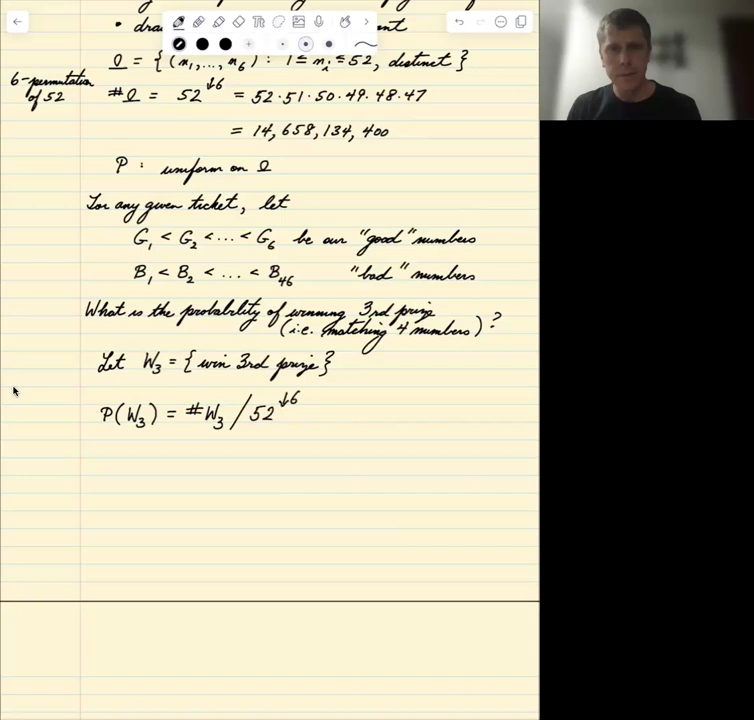 • dra
Ω = { (n₁, ..., n₆) : 1 ≤ nᵢ ≤ 52, distinct }
6-permutation
of 52
#Ω = 52^↓6 = 52·51·50·49·48·47
= 14,658,134,400
P : uniform on Ω
For any given ticket, let
G₁ < G₂ < ... < G₆ be our "good" numbers
B₁ < B₂ < ... < B₄₆ "bad" numbers
What is the probability of winning 3rd prize
(i.e. matching 4 numbers)?
Let W₃ = { win 3rd prize }
P(W₃) = #W₃ / 52^↓6